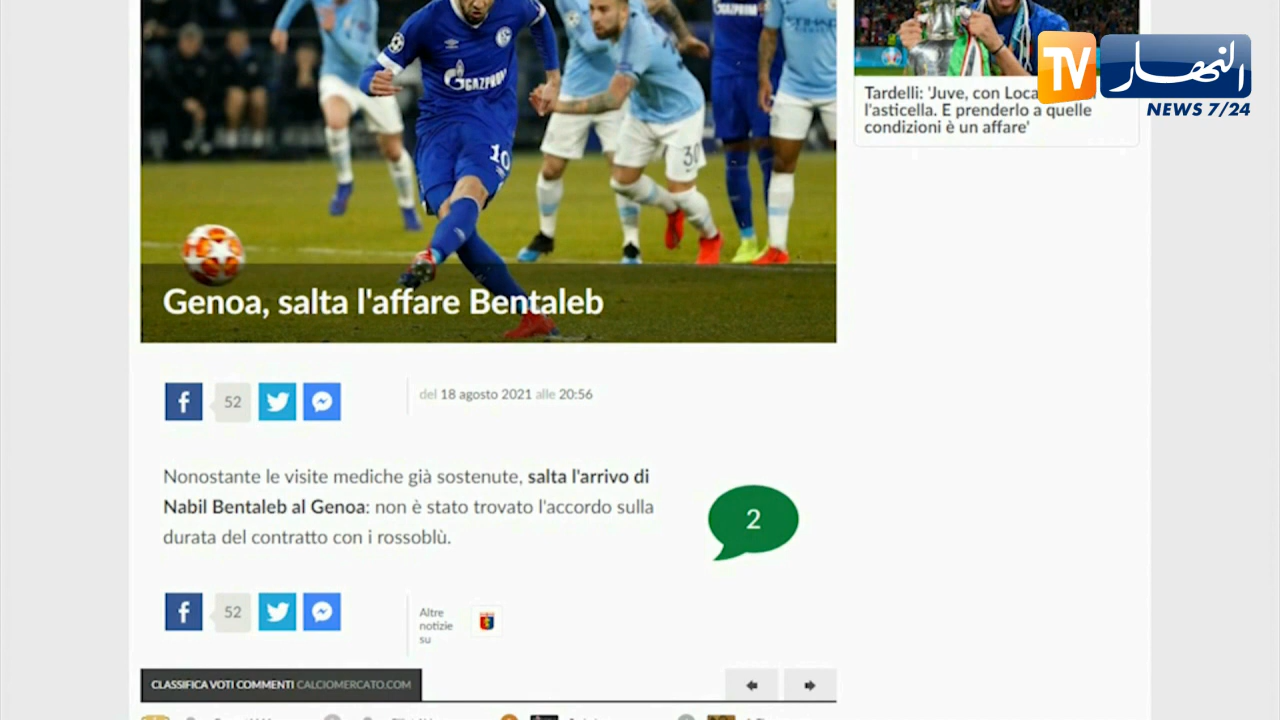 GAZPROM
10
30
TV النهار
NEWS 7/24
Tardelli: 'Juve, con Loca
l'asticella. E prenderlo a quelle
condizioni è un affare'
Genoa, salta l'affare Bentaleb
f 52
del 18 agosto 2021 alle 20:56
Nonostante le visite mediche già sostenute, salta l'arrivo di
Nabil Bentaleb al Genoa: non è stato trovato l'accordo sulla
durata del contratto con i rossoblù.
2
f 52
Altre
notizie
su
CLASSIFICA VOTI COMMENTI CALCIOMERCATO.COM